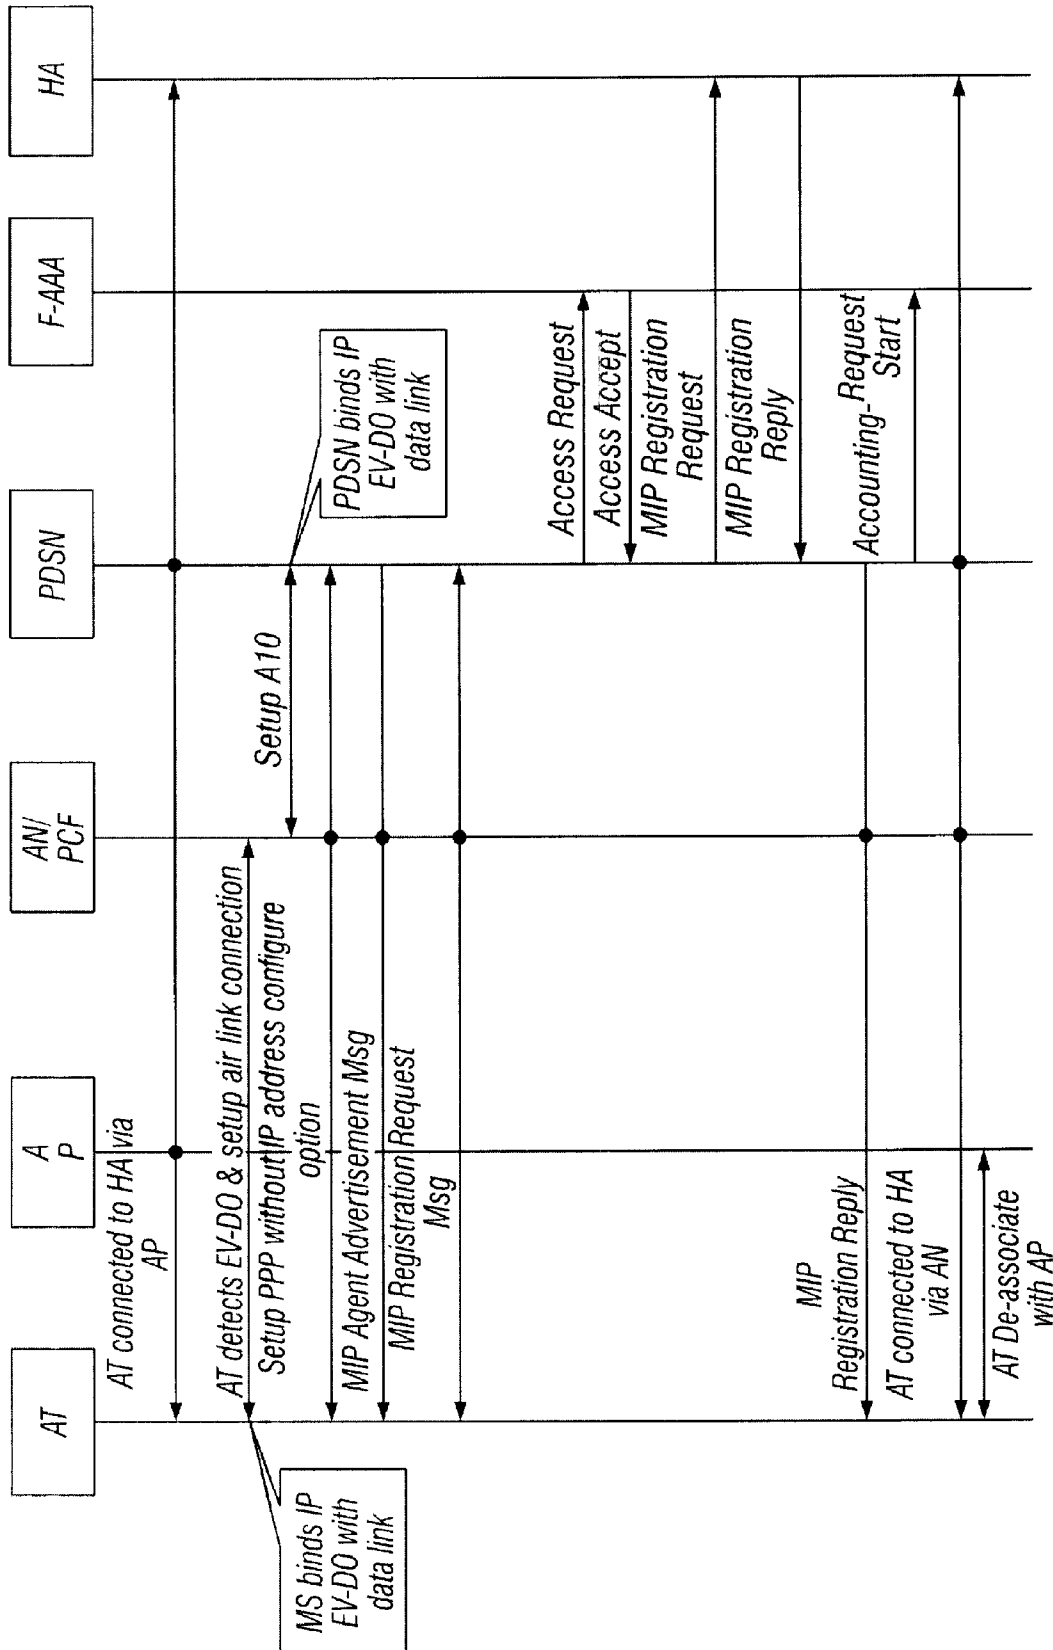 AT
A
P
AN/
PCF
PDSN
F-AAA
HA
AT connected to HA via
AP
AT detects EV-DO & setup air link connection
MS binds IP
EV-DO with
data link
Setup A10
PDSN binds IP
EV-DO with
data link
Setup PPP without IP address configure
option
MIP Agent Advertisement Msg
MIP Registration Request
Msg
Access Request
Access Accept
MIP Registration
Request
MIP Registration
Reply
MIP
Registration Reply
Accounting-Request
Start
AT connected to HA
via AN
AT De-associate
with AP